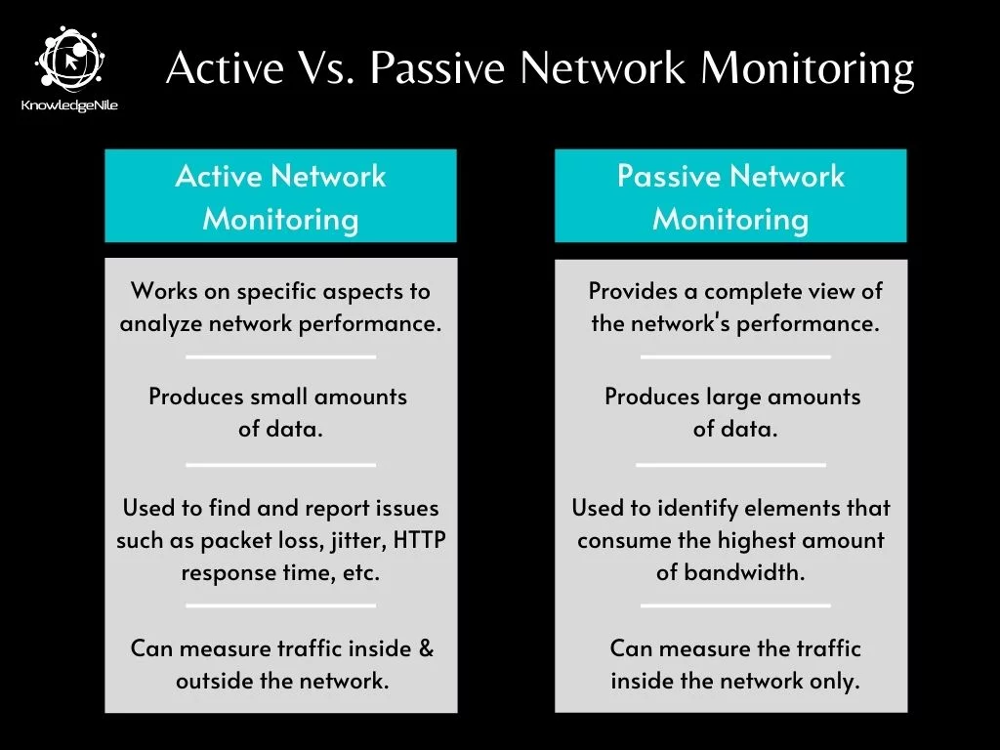 KnowledgeNile
Active Vs. Passive Network Monitoring
Active Network
Monitoring
Works on specific aspects to
analyze network performance.
Produces small amounts
of data.
Used to find and report issues
such as packet loss, jitter, HTTP
response time, etc.
Can measure traffic inside &
outside the network.
Passive Network
Monitoring
Provides a complete view of
the network's performance.
Produces large amounts
of data.
Used to identify elements that
consume the highest amount
of bandwidth.
Can measure the traffic
inside the network only.